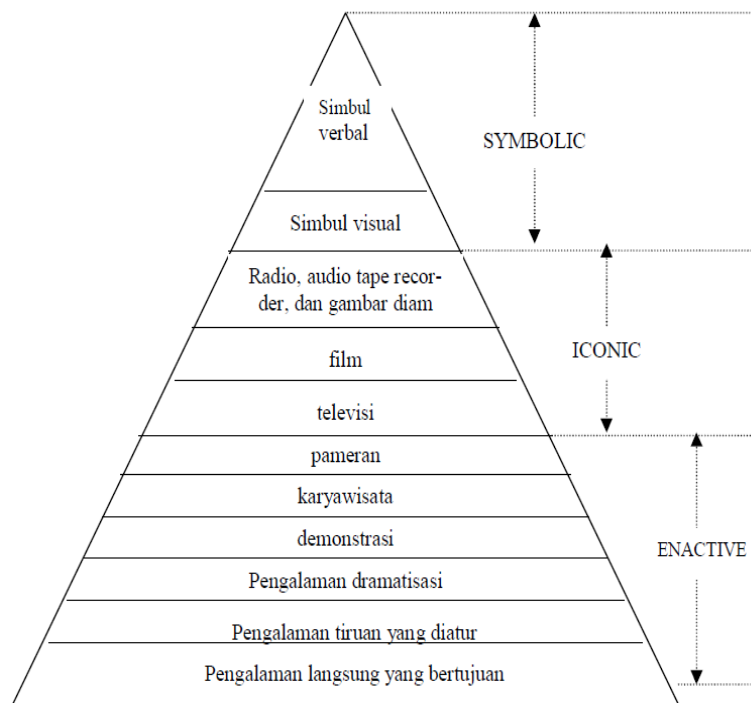 Simbul
verbal
SYMBOLIC
Simbul visual
Radio, audio tape recor-
der, dan gambar diam
ICONIC
film
televisi
pameran
karyawisata
demonstrasi
ENACTIVE
Pengalaman dramatisasi
Pengalaman tiruan yang diatur
Pengalaman langsung yang bertujuan